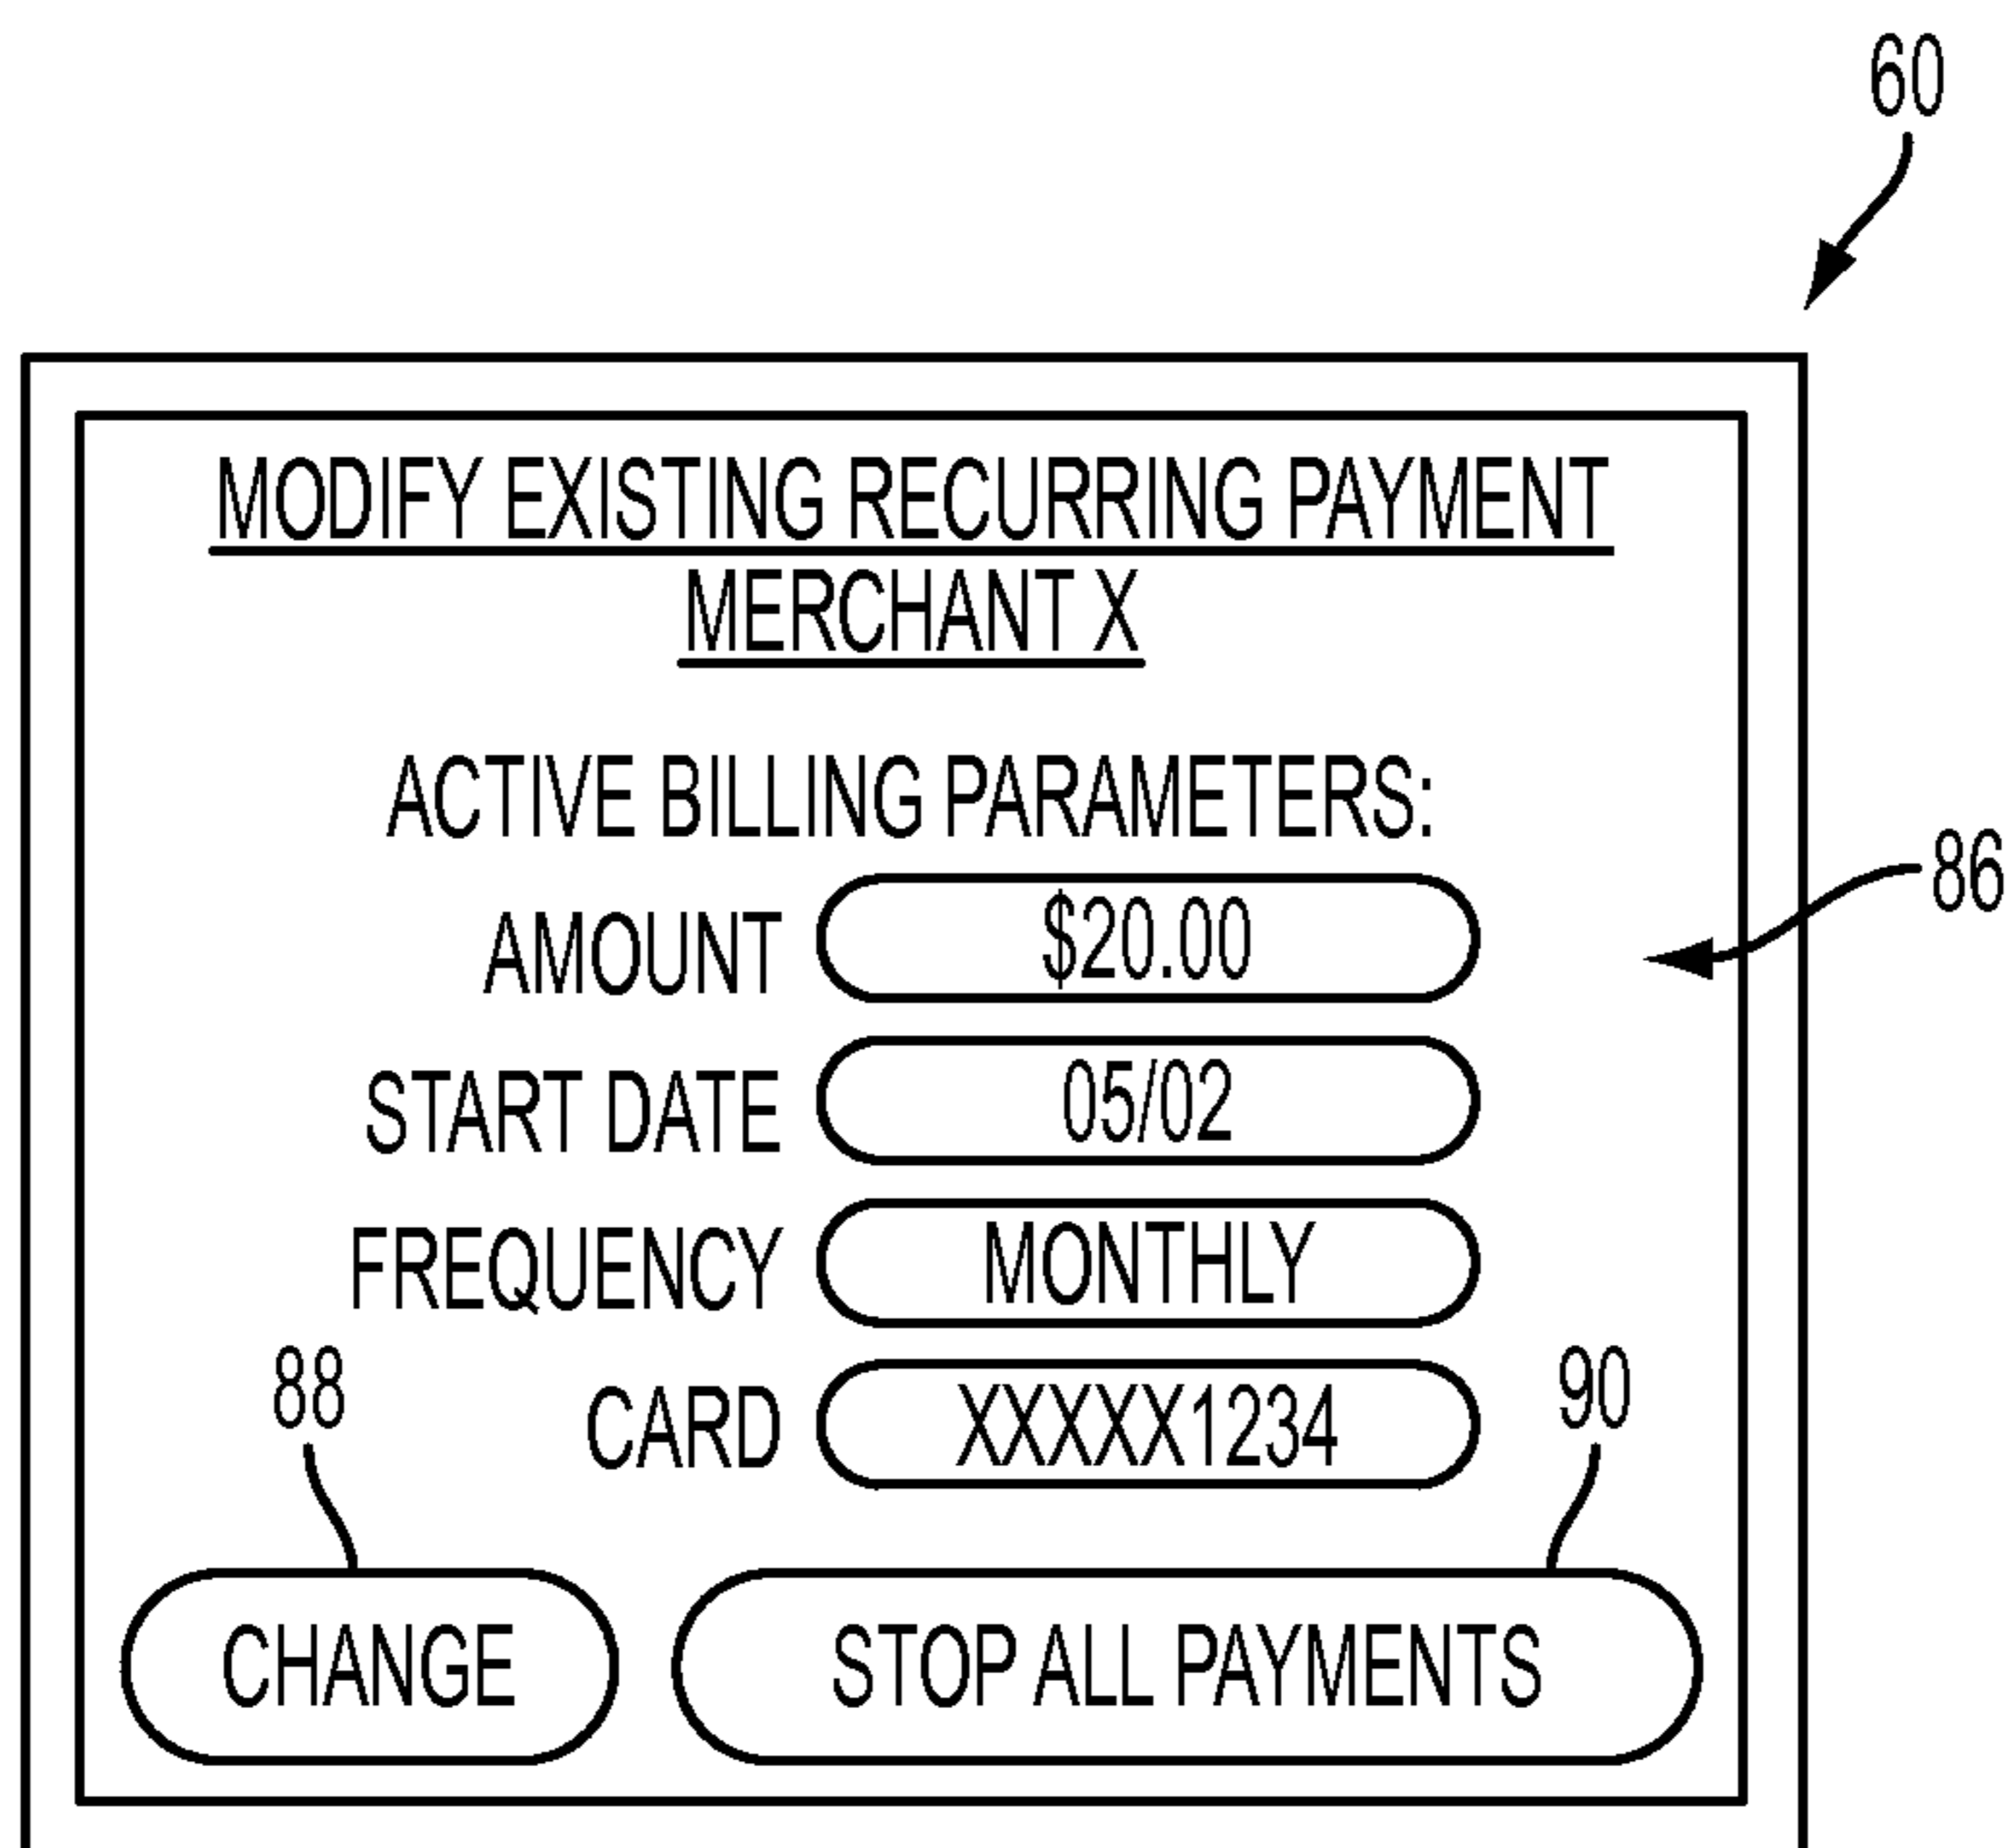 60
MODIFY EXISTING RECURRING PAYMENT
MERCHANT X
ACTIVE BILLING PARAMETERS:
86
AMOUNT $20.00
START DATE 05/02
FREQUENCY MONTHLY
88
90
CARD XXXXX1234
CHANGE STOP ALL PAYMENTS